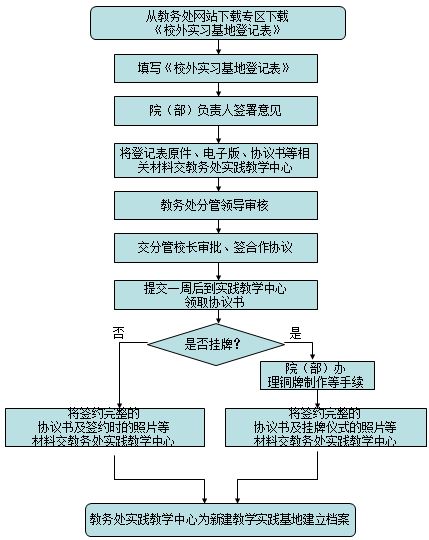 从教务处网站下载专区下载
《校外实习基地登记表》
填写《校外实习基地登记表》
院（部）负责人签署意见
将登记表原件、电子版、协议书等相
关材料交教务处实践教学中心
教务处分管领导审核
交分管校长审批、签合作协议
提交一周后到实践教学中心
领取协议书
是否挂牌？
否
是
院（部）办
理铜牌制作等手续
将签约完整的
协议书及签约时的照片等
材料交教务处实践教学中心
将签约完整的
协议书及挂牌仪式的照片等
材料交教务处实践教学中心
教务处实践教学中心为新建教学实践基地建立档案